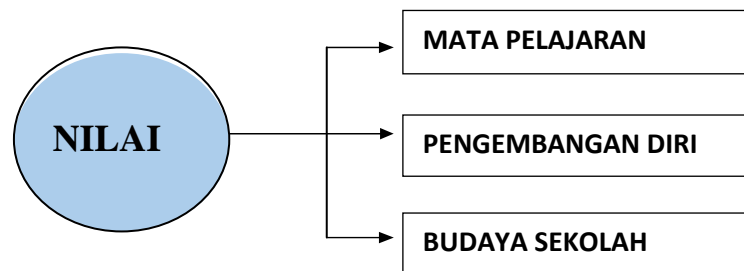 MATA PELAJARAN
NILAI
PENGEMBANGAN DIRI
BUDAYA SEKOLAH